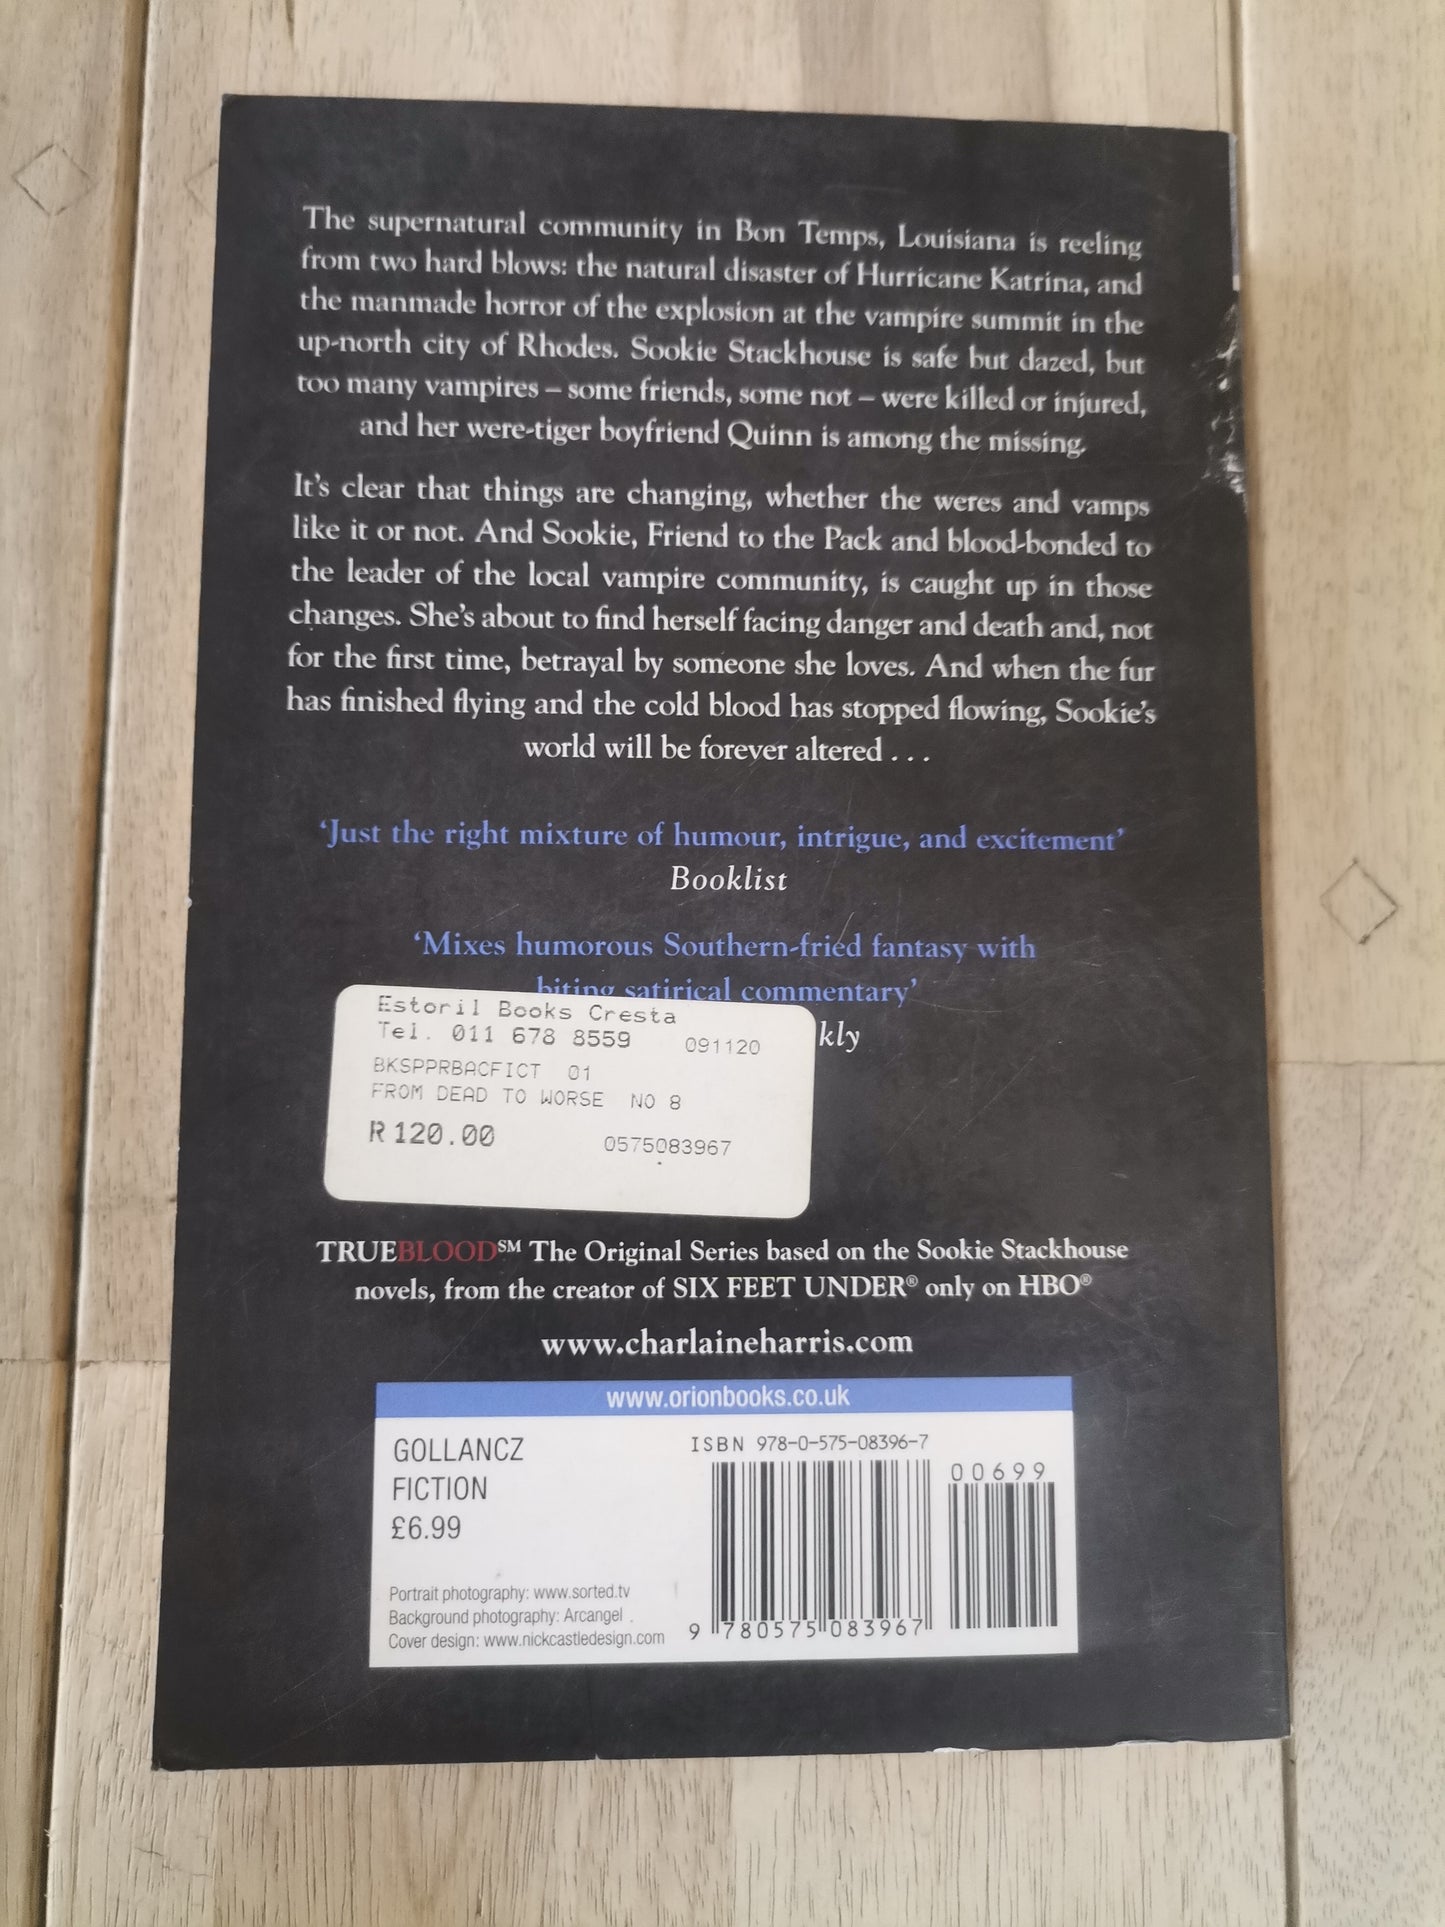 The supernatural community in Bon Temps, Louisiana is reeling
from two hard blows: the natural disaster of Hurricane Katrina, and
the manmade horror of the explosion at the vampire summit in the
up-north city of Rhodes. Sookie Stackhouse is safe but dazed, but
too many vampires – some friends, some not – were killed or injured,
and her were-tiger boyfriend Quinn is among the missing.
It's clear that things are changing, whether the weres and vamps
like it or not. And Sookie, Friend to the Pack and blood-bonded to
the leader of the local vampire community, is caught up in those
changes. She's about to find herself facing danger and death and, not
for the first time, betrayal by someone she loves. And when the fur
has finished flying and the cold blood has stopped flowing, Sookie's
world will be forever altered . . .
'Just the right mixture of humour, intrigue, and excitement'
Booklist
'Mixes humorous Southern-fried fantasy with
biting satirical commentary'
kly
Estoril Books Cresta
Tel. 011 678 8559 091120
BKSPPRBACFICT 01
FROM DEAD TO WORSE NO 8
R 120.00 0575083967
TRUEBLOOD℠ The Original Series based on the Sookie Stackhouse
novels, from the creator of SIX FEET UNDER® only on HBO®
www.charlaineharris.com
www.orionbooks.co.uk
GOLLANCZ
FICTION
£6.99
Portrait photography: www.sorted.tv
Background photography: Arcangel
Cover design: www.nickcastledesign.com
ISBN 978-0-575-08396-7
00699
9 780575 083967